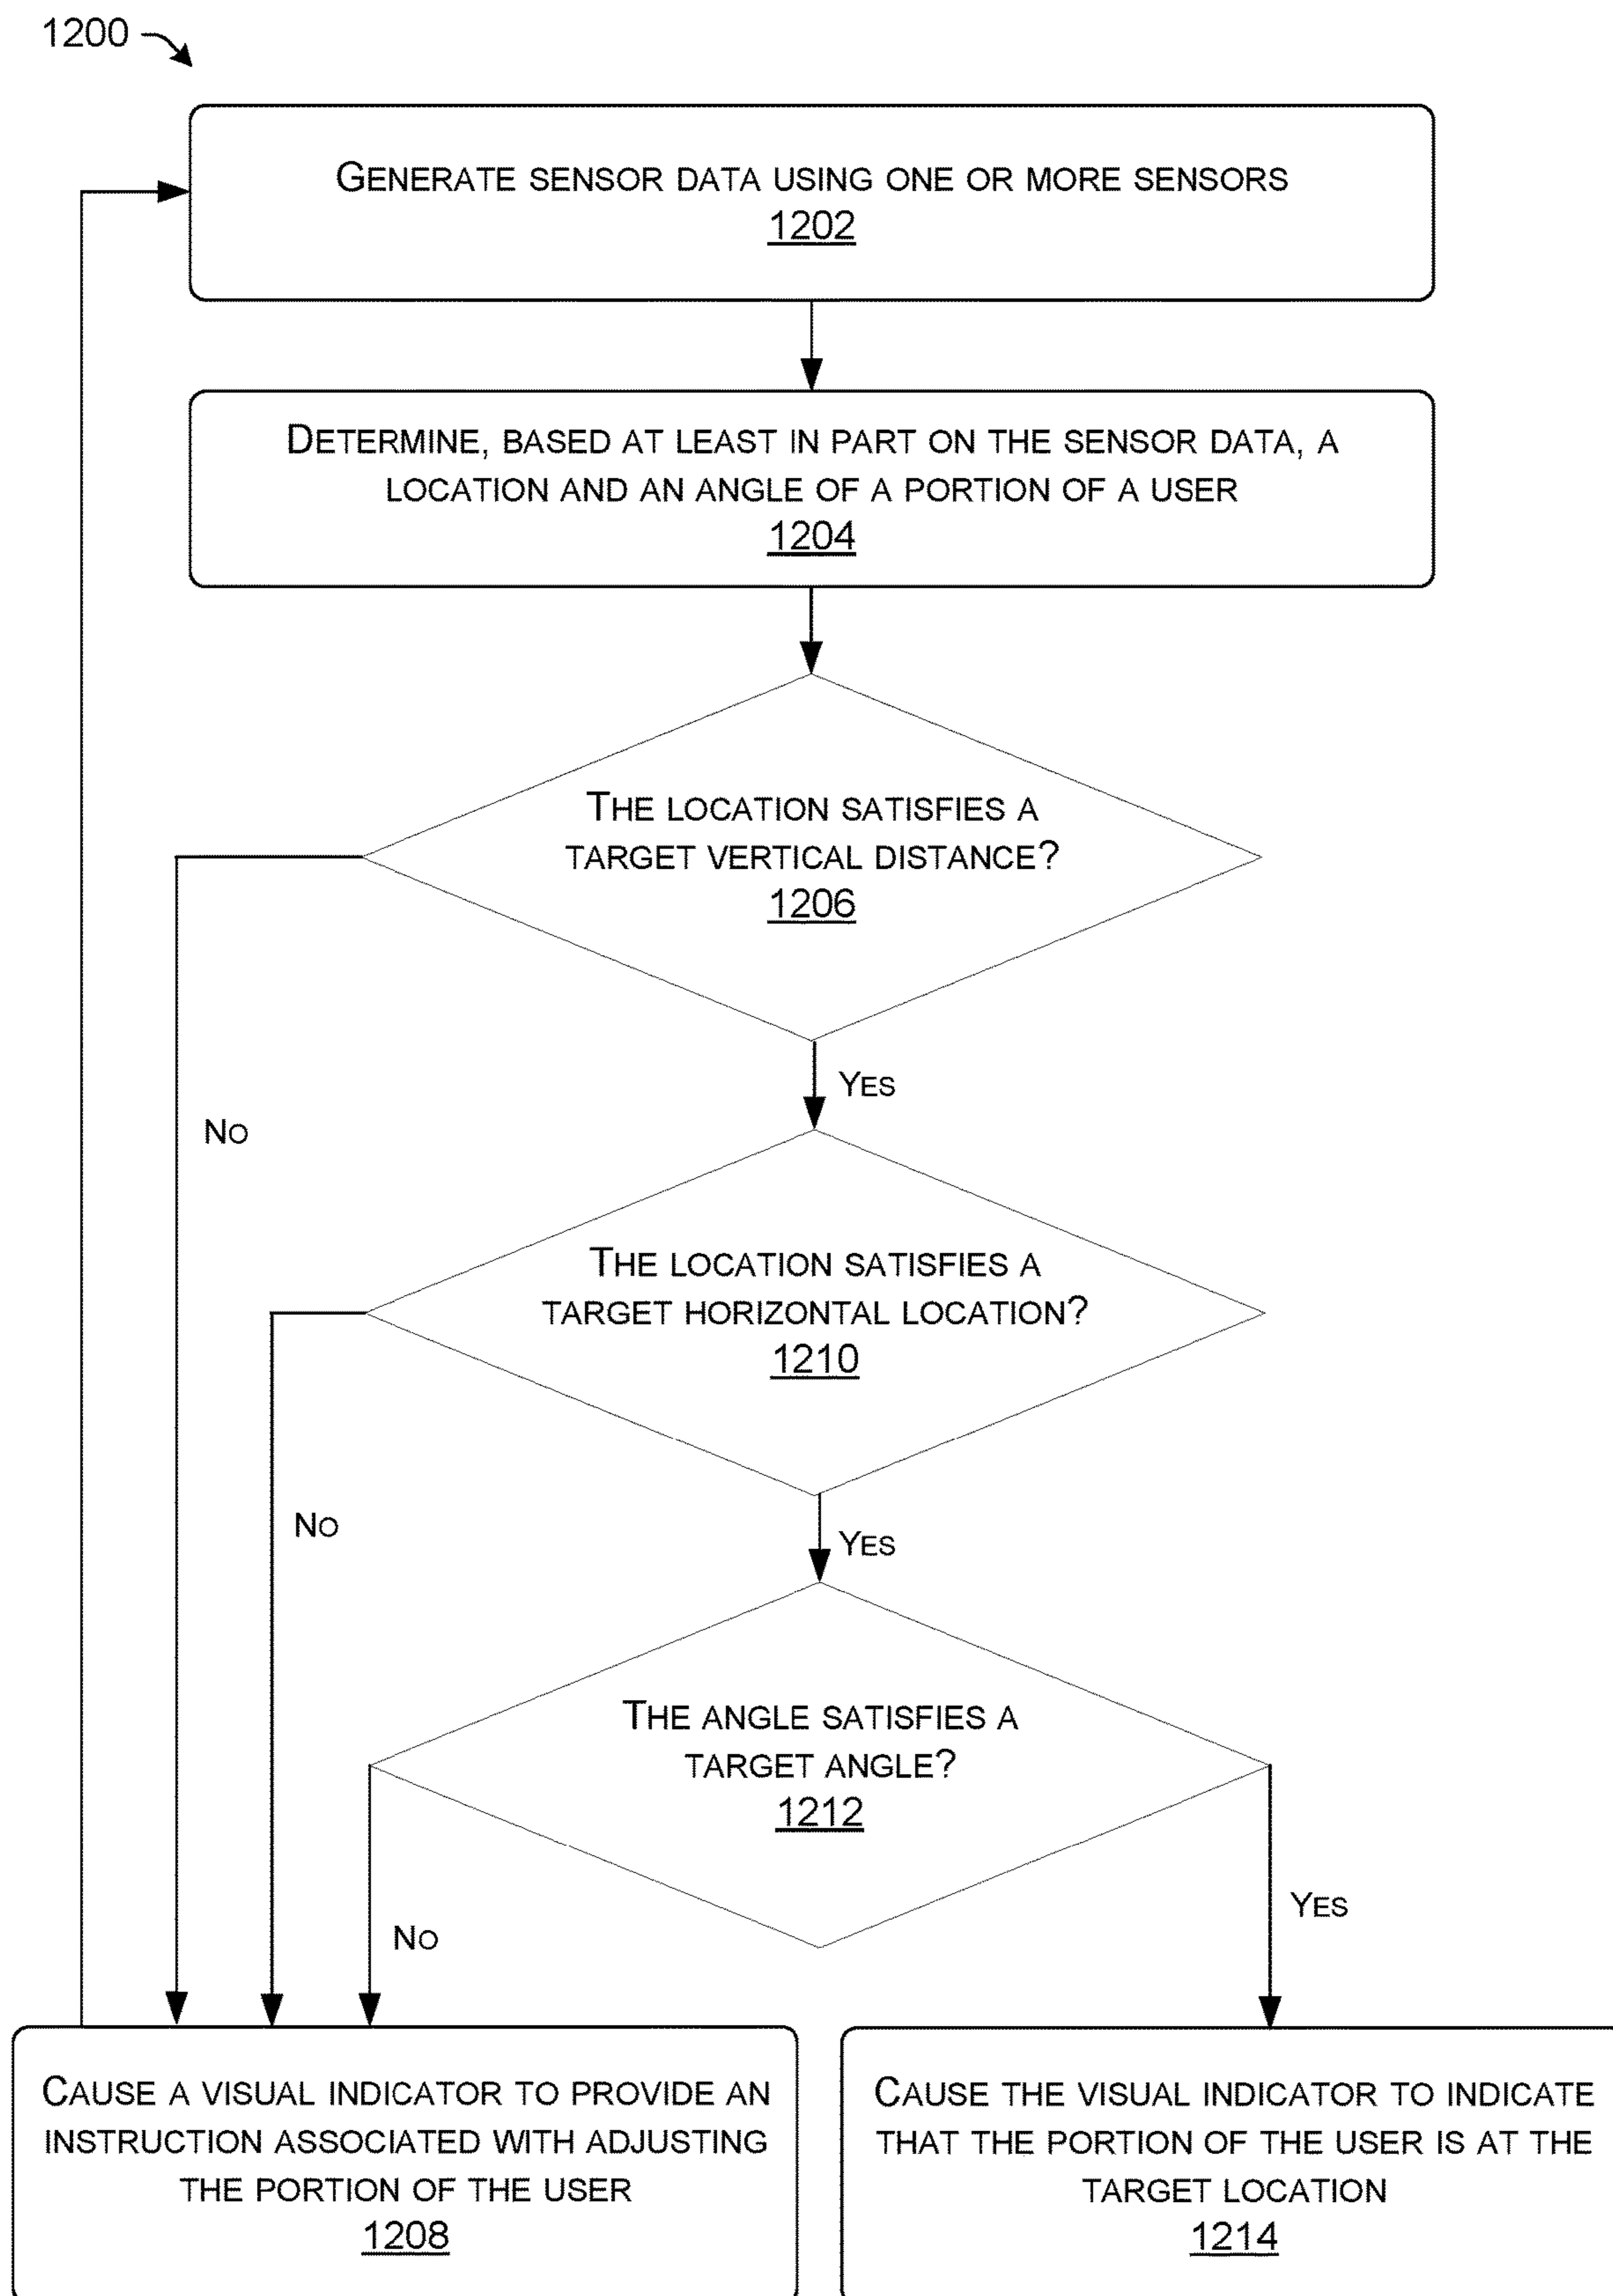 1200
GENERATE SENSOR DATA USING ONE OR MORE SENSORS
1202
DETERMINE, BASED AT LEAST IN PART ON THE SENSOR DATA, A
LOCATION AND AN ANGLE OF A PORTION OF A USER
1204
THE LOCATION SATISFIES A
TARGET VERTICAL DISTANCE?
1206
YES
NO
THE LOCATION SATISFIES A
TARGET HORIZONTAL LOCATION?
1210
NO
YES
THE ANGLE SATISFIES A
TARGET ANGLE?
1212
YES
NO
CAUSE A VISUAL INDICATOR TO PROVIDE AN
INSTRUCTION ASSOCIATED WITH ADJUSTING
THE PORTION OF THE USER
1208
CAUSE THE VISUAL INDICATOR TO INDICATE
THAT THE PORTION OF THE USER IS AT THE
TARGET LOCATION
1214